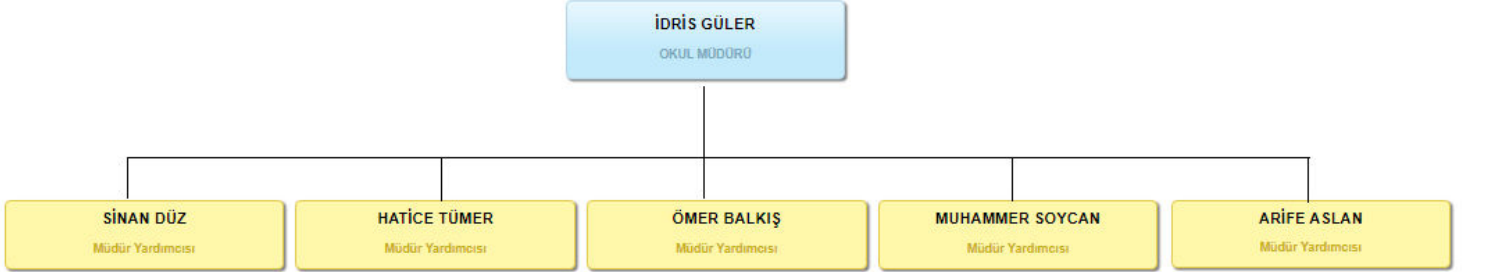 İDRİS GÜLER
OKUL MÜDÜRÜ
SİNAN DÜZ
Müdür Yardımcısı
HATİCE TÜMER
Müdür Yardımcısı
ÖMER BALKIŞ
Müdür Yardımcısı
MUHAMMER SOYCAN
Müdür Yardımcısı
ARİFE ASLAN
Müdür Yardımcısı